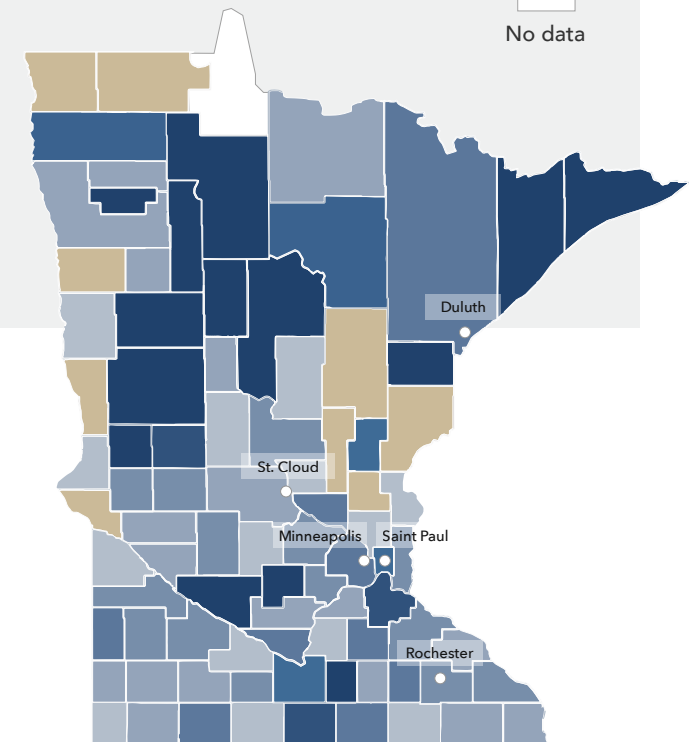 No data
Duluth
St. Cloud
Minneapolis
Saint Paul
Rochester